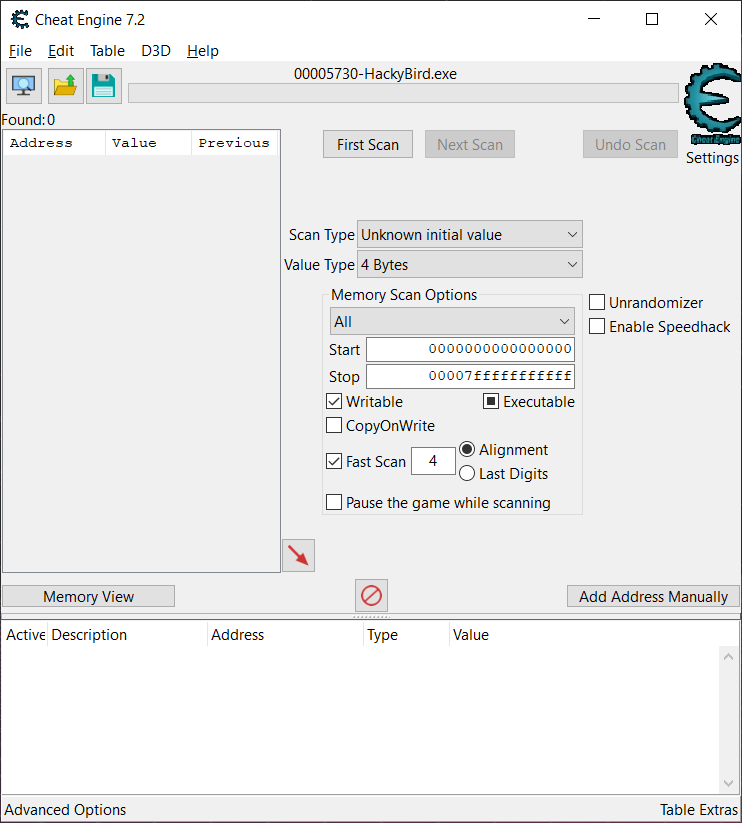 Cheat Engine 7.2
File Edit Table D3D Help
00005730-HackyBird.exe
Cheat Engine
Found:0
Settings
Address Value Previous
First Scan Next Scan Undo Scan
Scan Type Unknown initial value
Value Type 4 Bytes
Memory Scan Options
All
Unrandomizer
Enable Speedhack
Start 0000000000000000
Stop 00007fffffffffff
Writable Executable
CopyOnWrite
Fast Scan 4 Alignment
Last Digits
Pause the game while scanning
Memory View Add Address Manually
Active Description Address Type Value
Advanced Options Table Extras